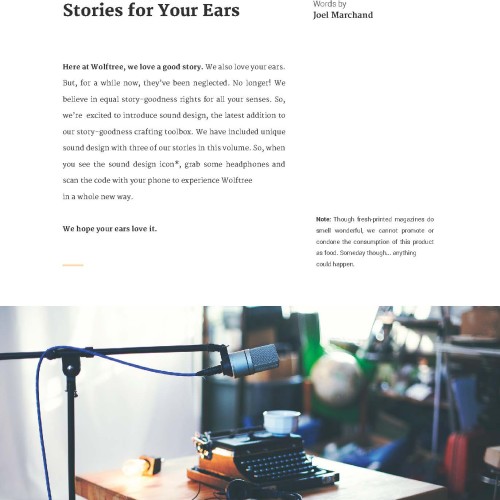 Stories for Your Ears
Words by
Joel Marchand
Here at Wolftree, we love a good story. We also love your ears.
But, for a while now, they've been neglected. No longer! We
believe in equal story-goodness rights for all your senses. So,
we're excited to introduce sound design, the latest addition to
our story-goodness crafting toolbox. We have included unique
sound design with three of our stories in this volume. So, when
you see the sound design icon*, grab some headphones and
scan the code with your phone to experience Wolftree
in a whole new way.
We hope your ears love it.
Note: Though fresh-printed magazines do
smell wonderful, we cannot promote or
condone the consumption of this product
as food. Someday though... anything
could happen.